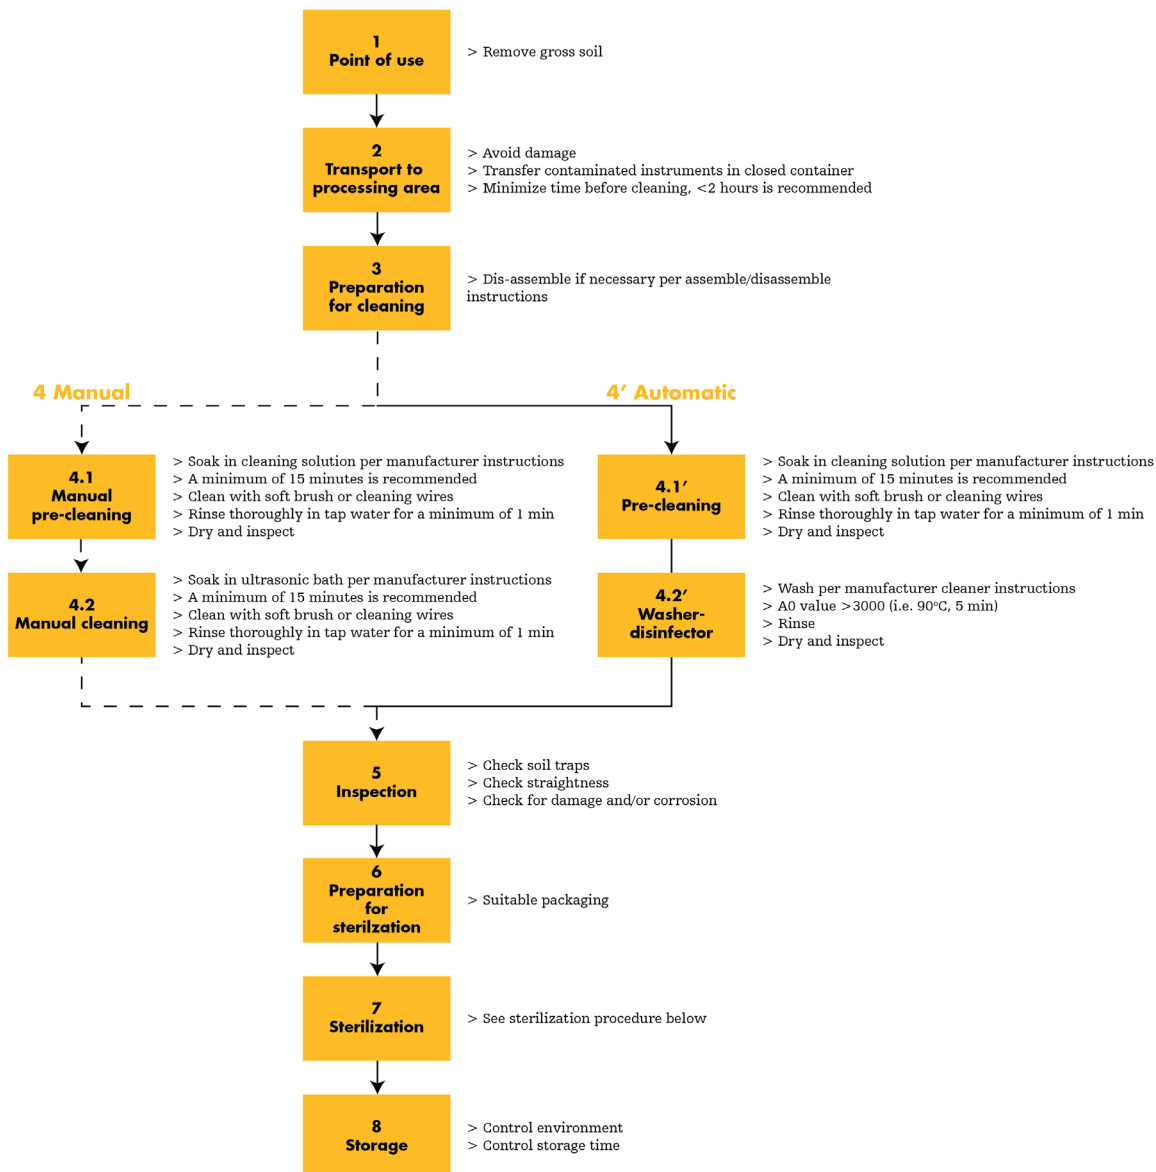 1
Point of use
> Remove gross soil
2
Transport to
processing area
> Avoid damage
> Transfer contaminated instruments in closed container
> Minimize time before cleaning, <2 hours is recommended
3
Preparation
for cleaning
> Dis-assemble if necessary per assemble/disassemble
instructions
4 Manual
4.1
Manual
pre-cleaning
> Soak in cleaning solution per manufacturer instructions
> A minimum of 15 minutes is recommended
> Clean with soft brush or cleaning wires
> Rinse thoroughly in tap water for a minimum of 1 min
> Dry and inspect
4.2
Manual cleaning
> Soak in ultrasonic bath per manufacturer instructions
> A minimum of 15 minutes is recommended
> Clean with soft brush or cleaning wires
> Rinse thoroughly in tap water for a minimum of 1 min
> Dry and inspect
4’ Automatic
4.1’
Pre-cleaning
> Soak in cleaning solution per manufacturer instructions
> A minimum of 15 minutes is recommended
> Clean with soft brush or cleaning wires
> Rinse thoroughly in tap water for a minimum of 1 min
> Dry and inspect
4.2’
Washer-
disinfector
> Wash per manufacturer cleaner instructions
> A0 value >3000 (i.e. 90°C, 5 min)
> Rinse
> Dry and inspect
5
Inspection
> Check soil traps
> Check straightness
> Check for damage and/or corrosion
6
Preparation
for
sterilzation
> Suitable packaging
7
Sterilization
> See sterilization procedure below
8
Storage
> Control environment
> Control storage time